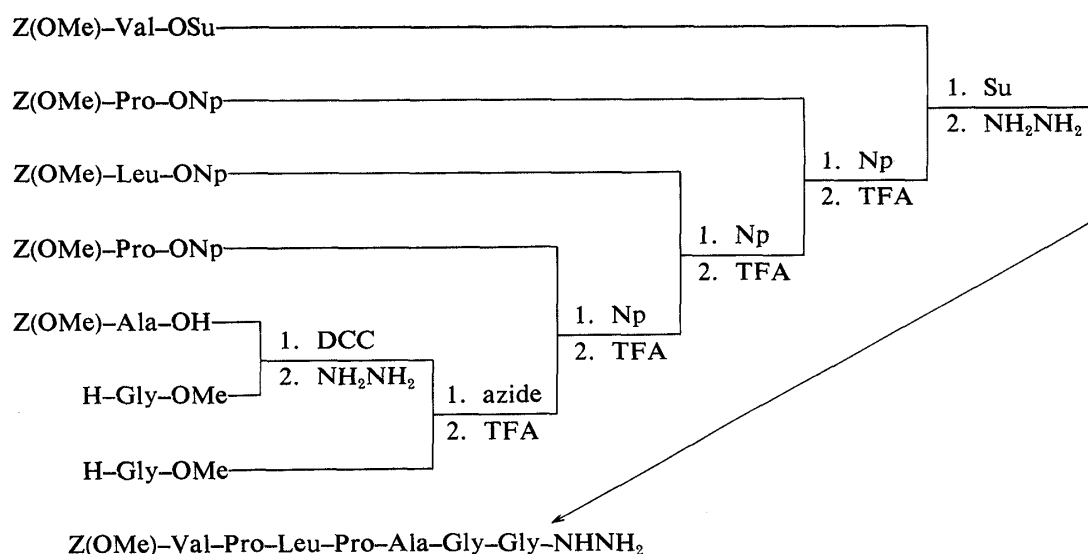 Z(OMe)–Val–OSu
1. Su
2. NH₂NH₂
Z(OMe)–Pro–ONp
1. Np
2. TFA
Z(OMe)–Leu–ONp
1. Np
2. TFA
Z(OMe)–Pro–ONp
1. Np
2. TFA
Z(OMe)–Ala–OH
1. DCC
2. NH₂NH₂
H–Gly–OMe
1. azide
2. TFA
H–Gly–OMe
Z(OMe)–Val–Pro–Leu–Pro–Ala–Gly–Gly–NHNH₂